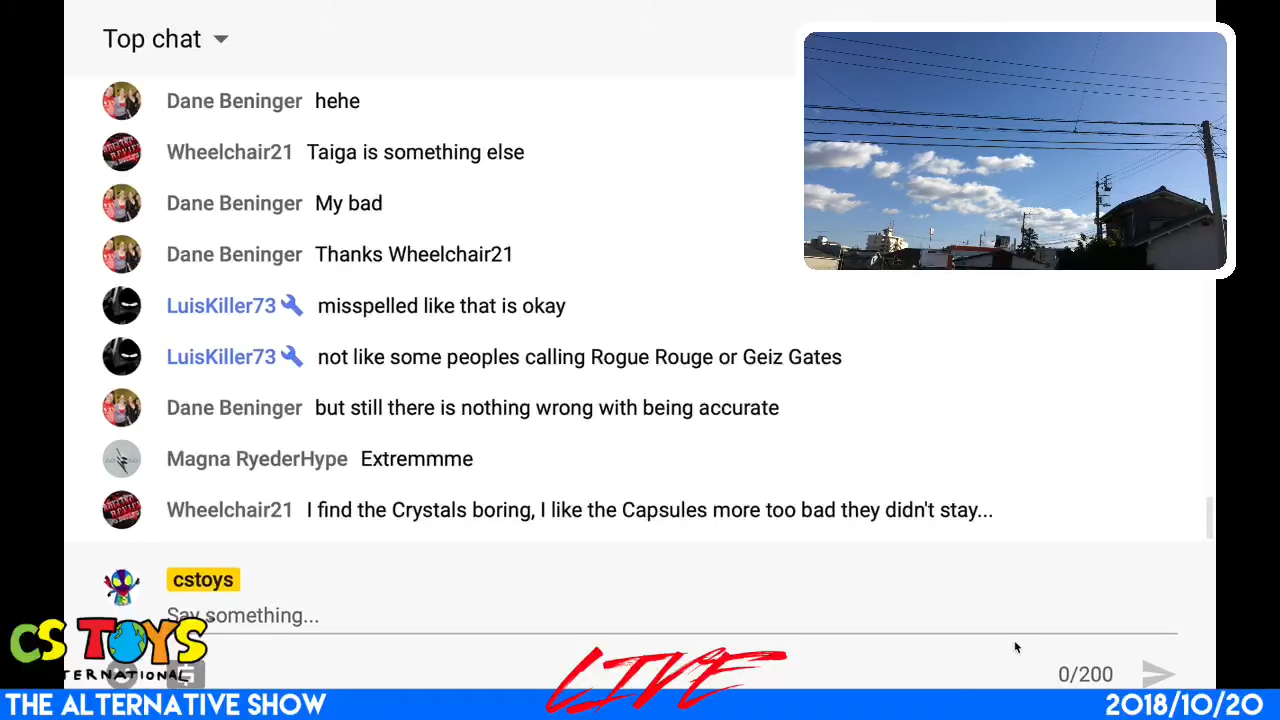 Top chat
Dane Beninger hehe
Wheelchair21 Taiga is something else
Dane Beninger My bad
Dane Beninger Thanks Wheelchair21
LuisKiller73 misspelled like that is okay
LuisKiller73 not like some peoples calling Rogue Rouge or Geiz Gates
Dane Beninger but still there is nothing wrong with being accurate
Magna RyederHype Extremmme
Wheelchair21 I find the Crystals boring, I like the Capsules more too bad they didn't stay...
cstoys
Say something...
CS TOYS
TERNATIONAL
LIVE
0/200
THE ALTERNATIVE SHOW
2018/10/20